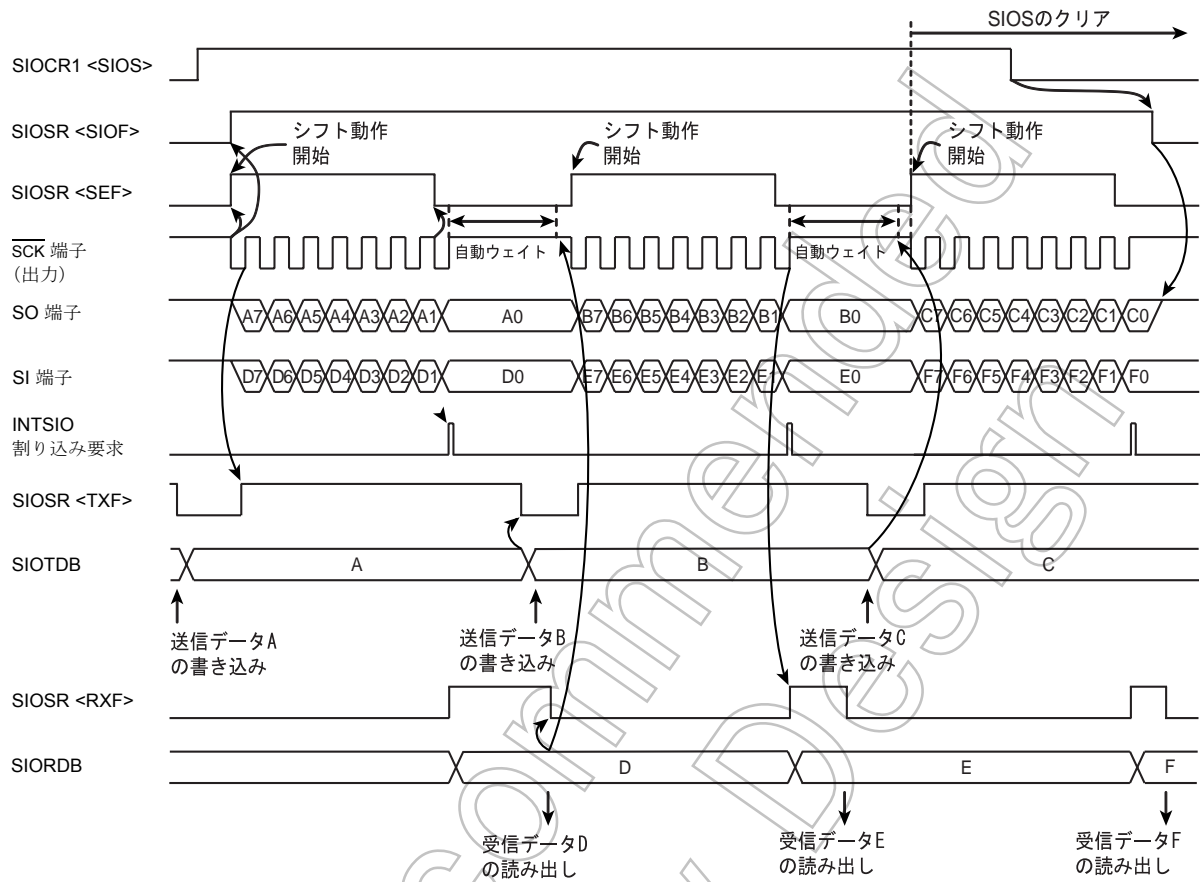 SIOSのクリア
SIOCR1 <SIOS>
SIOSR <SIOF>
シフト動作
開始
シフト動作
開始
シフト動作
開始
SIOSR <SEF>
SCK 端子
(出力)
自動ウェイト
自動ウェイト
SO 端子
A7 A6 A5 A4 A3 A2 A1 A0 B7 B6 B5 B4 B3 B2 B1 B0 C7 C6 C5 C4 C3 C2 C1 C0
SI 端子
D7 D6 D5 D4 D3 D2 D1 D0 E7 E6 E5 E4 E3 E2 E1 E0 F7 F6 F5 F4 F3 F2 F1 F0
INTSIO
割り込み要求
SIOSR <TXF>
SIOTDB
A B C
送信データA
の書き込み
送信データB
の書き込み
送信データC
の書き込み
SIOSR <RXF>
SIORDB
D E F
受信データD
の読み出し
受信データE
の読み出し
受信データF
の読み出し
ommended
Design